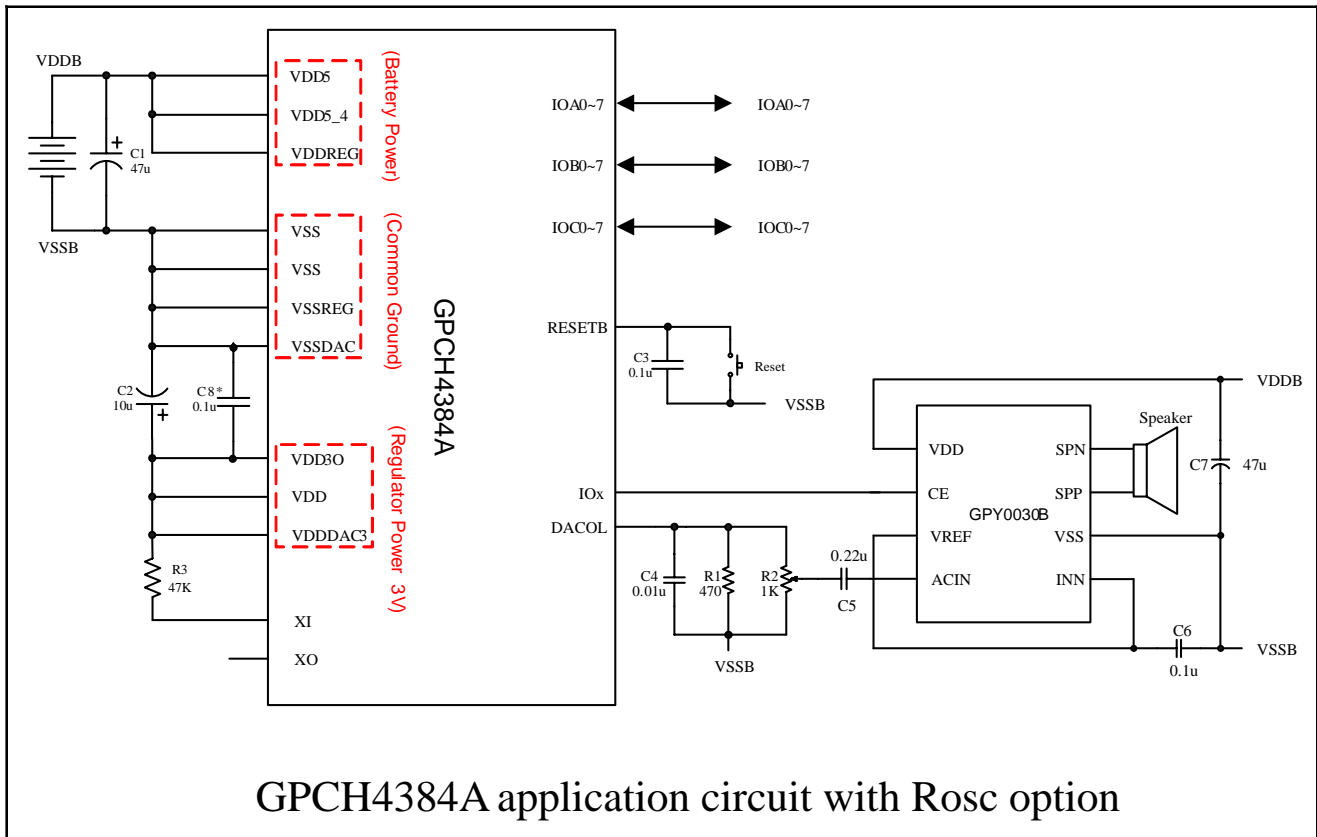 VDDB
VDD5
VDD5_4
VDDREG
(Battery Power)
C1
47u
+
VSSB
VSS
VSS
VSSREG
VSSDAC
(Common Ground)
C2
10u
+
C8*
0.1u
VDD3O
VDD
VDDDAC3
(Regulator Power 3V)
R3
47K
XI
XO
GPCH4384A
IOA0~7
IOA0~7
IOB0~7
IOB0~7
IOC0~7
IOC0~7
RESETB
C3
0.1u
Reset
VSSB
IOx
DACOL
C4
0.01u
R1
470
R2
1K
VSSB
0.22u
C5
VDD
CE
VREF
ACIN
GPY0030B
SPN
SPP
VSS
INN
Speaker
VDDB
C7
47u
C6
0.1u
VSSB
GPCH4384A application circuit with Rosc option